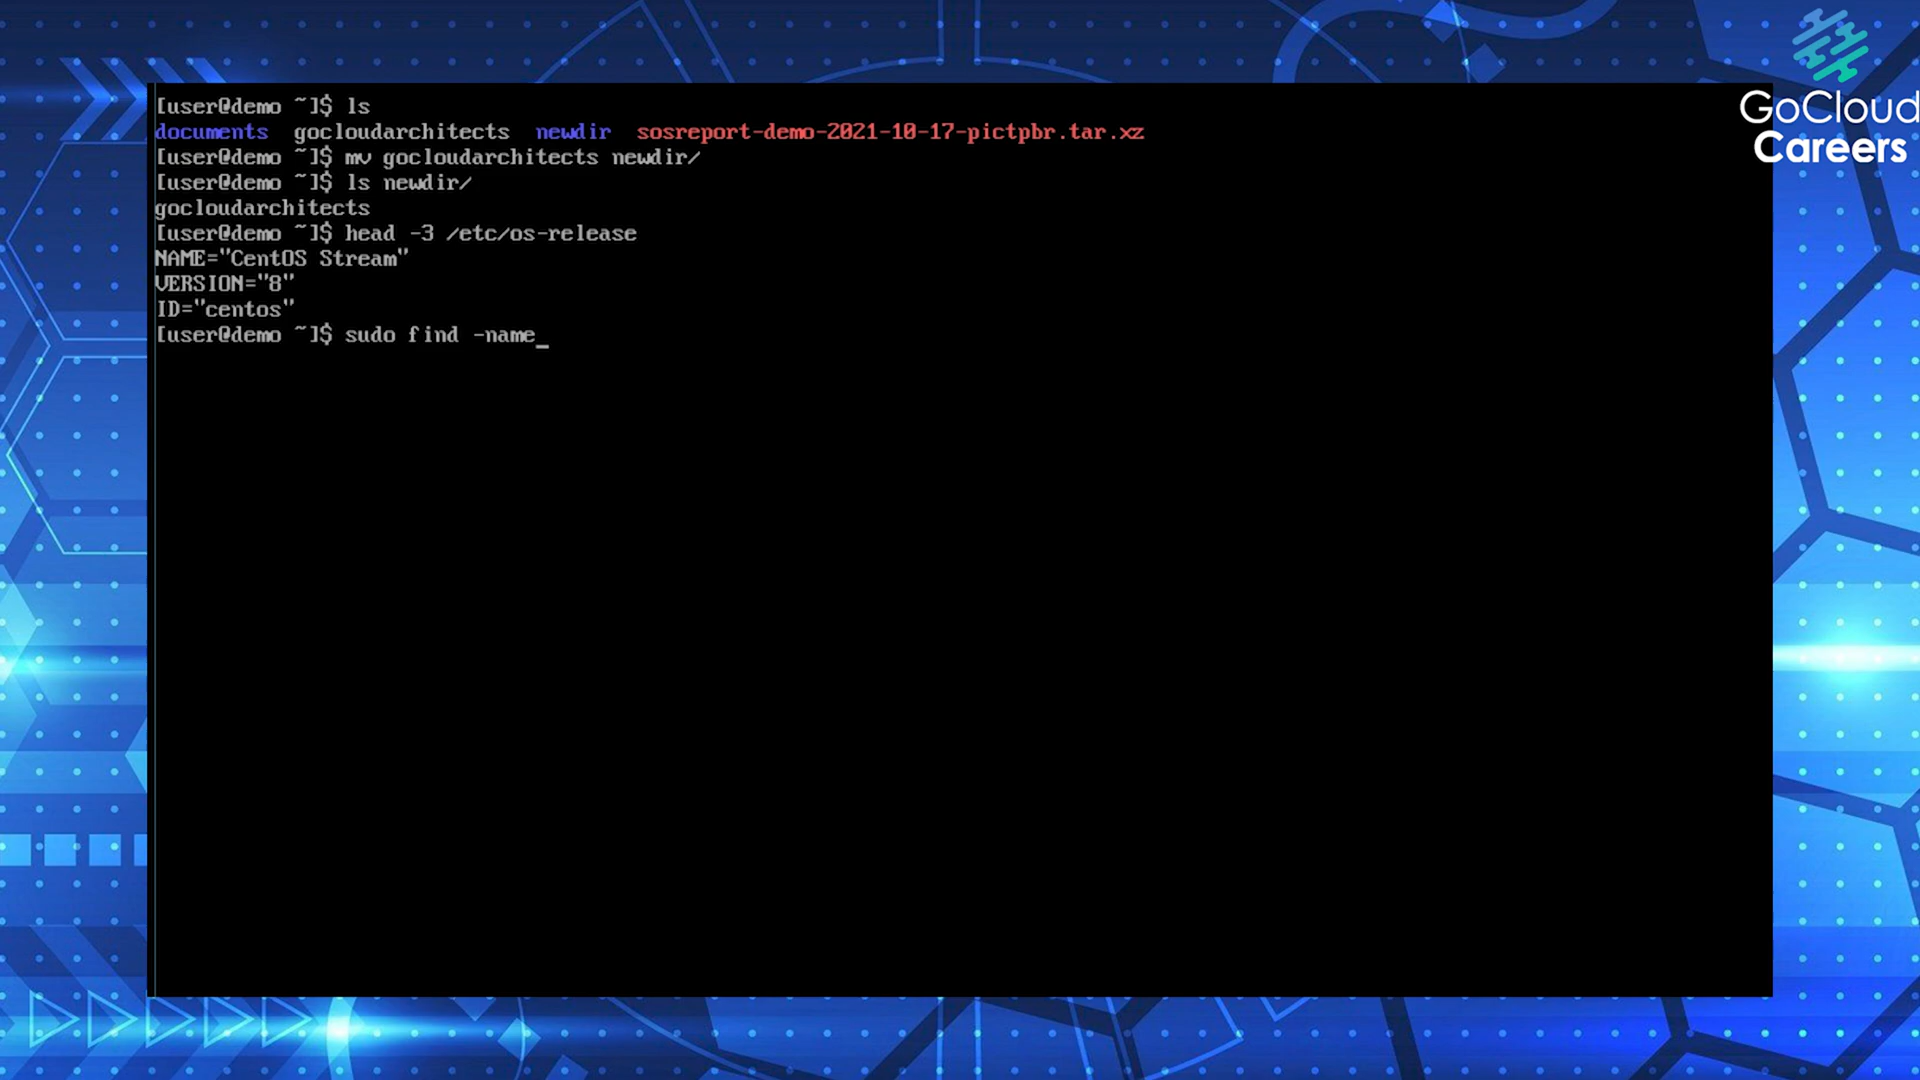 [user@demo ~]$ ls
documents  gocloudarchitects  newdir  sosreport-demo-2021-10-17-pictpbr.tar.xz
[user@demo ~]$ mv gocloudarchitects newdir/
[user@demo ~]$ ls newdir/
gocloudarchitects
[user@demo ~]$ head -3 /etc/os-release
NAME="CentOS Stream"
VERSION="8"
ID="centos"
[user@demo ~]$ sudo find -name_
GoCloud
Careers